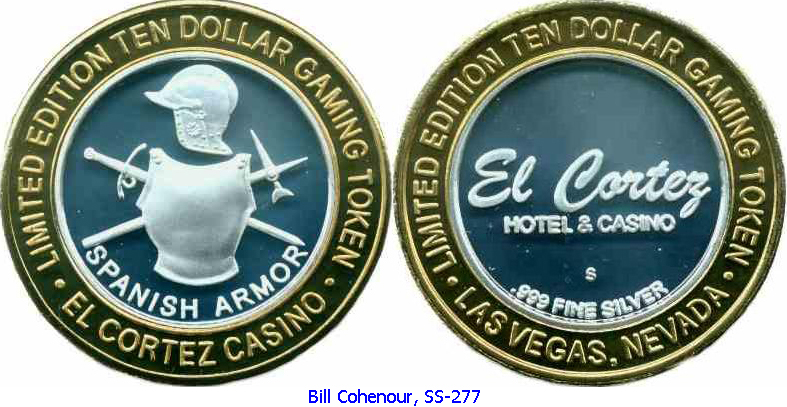 LIMITED EDITION TEN DOLLAR GAMING TOKEN
SPANISH ARMOR
• EL CORTEZ CASINO •
LIMITED EDITION TEN DOLLAR GAMING TOKEN
El Cortez
HOTEL & CASINO
S
.999 FINE SILVER
• LAS VEGAS, NEVADA •
Bill Cohenour, SS-277